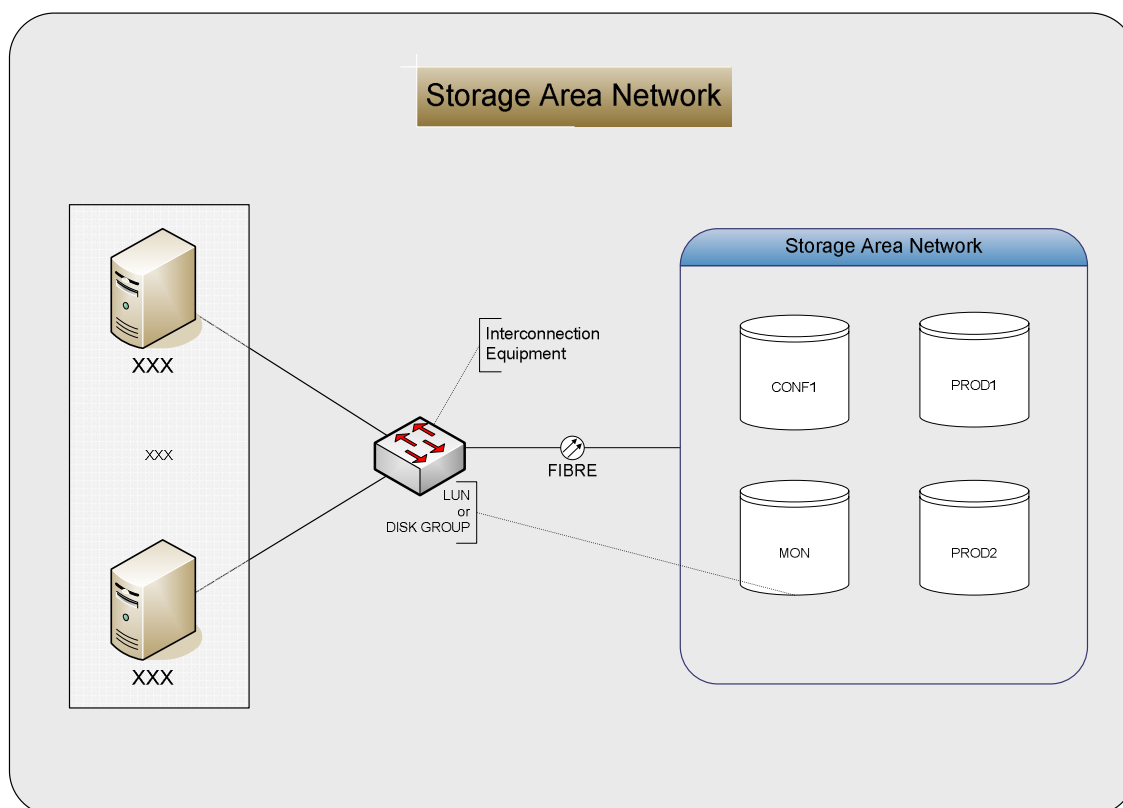 Storage Area Network
Storage Area Network
XXX
Interconnection
Equipment
CONF1
PROD1
XXX
FIBRE
LUN
or
DISK GROUP
MON
PROD2
XXX